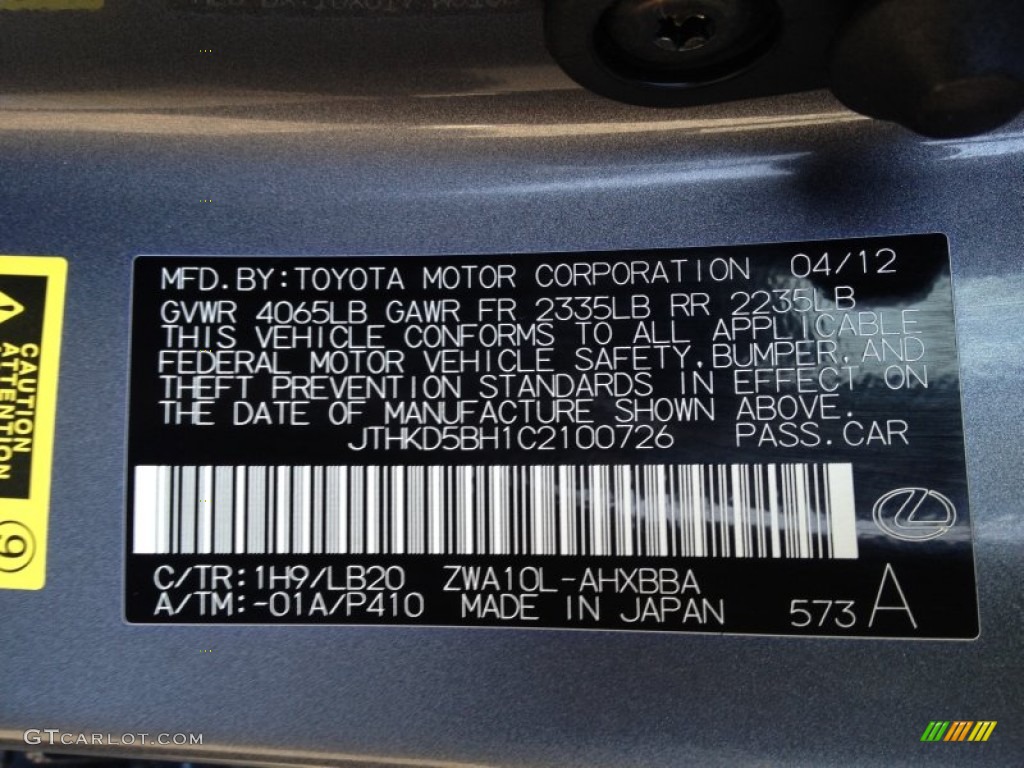 MFD. BY: TOYOTA MOTOR CORPORATION 04/12
GVWR 4065LB GAWR FR 2335LB RR 2235LB
THIS VEHICLE CONFORMS TO ALL APPLICABLE
FEDERAL MOTOR VEHICLE SAFETY, BUMPER, AND
THEFT PREVENTION STANDARDS IN EFFECT ON
THE DATE OF MANUFACTURE SHOWN ABOVE.
JTHKD5BH1C2100726 PASS. CAR
C/TR: 1H9/LB20 ZWA10L-AHXBBA
A/TM: -01A/P410 MADE IN JAPAN 573 A
CAUTION
ATTENTION
9
GTCARLOT.COM